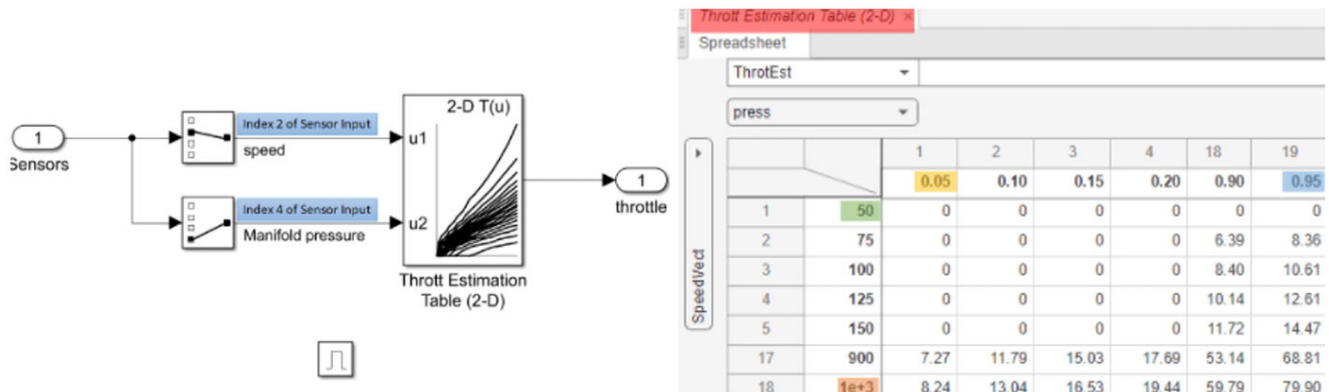 1
Sensors
Index 2 of Sensor Input
speed
Index 4 of Sensor Input
Manifold pressure
2-D T(u)
u1
u2
Thrott Estimation
Table (2-D)
1
throttle
Thrott Estimation Table (2-D) ×
Spreadsheet
ThrotEst
press
SpeedVect
1 2 3 4 18 19
0.05 0.10 0.15 0.20 0.90 0.95
1 50 0 0 0 0 0 0
2 75 0 0 0 0 6.39 8.36
3 100 0 0 0 0 8.40 10.61
4 125 0 0 0 0 10.14 12.61
5 150 0 0 0 0 11.72 14.47
17 900 7.27 11.79 15.03 17.69 53.14 68.81
18 1e+3 8.24 13.04 16.53 19.44 59.79 79.90